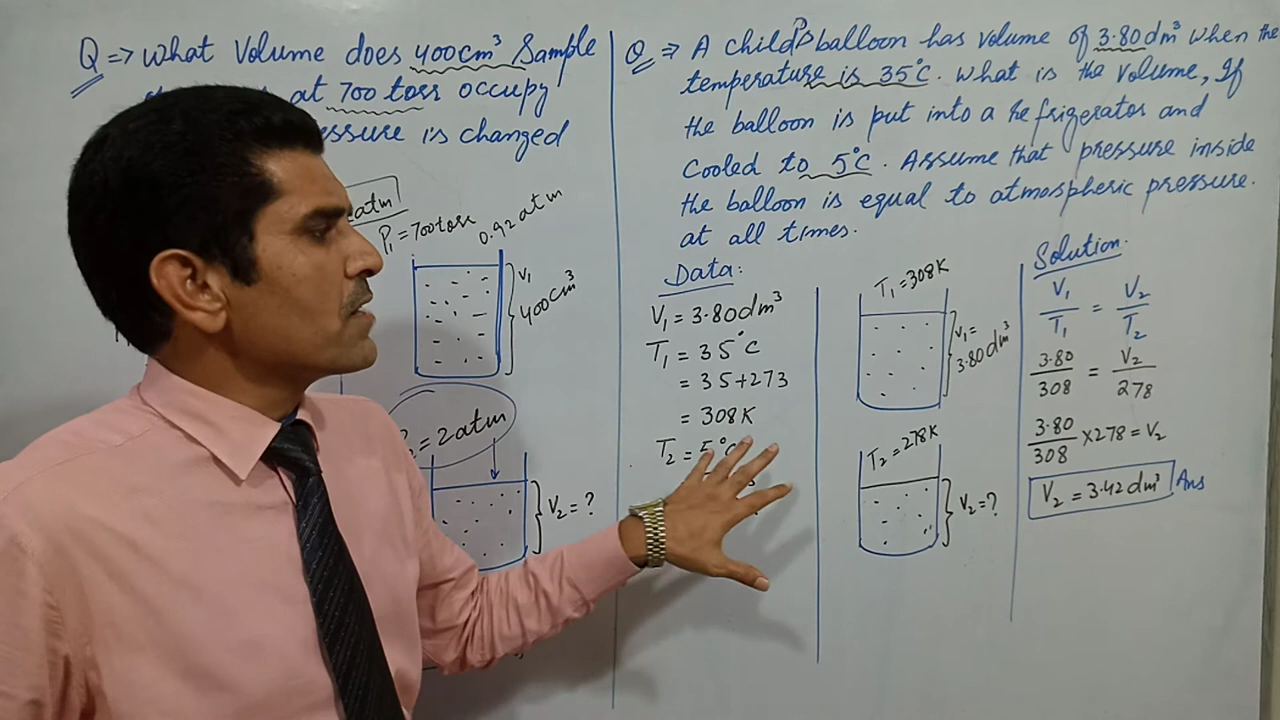 Q ⇒ What Volume does 400cm³ Sample
at 700 torr occupy
is changed
2atm
P₁ = 700torr 0.92 atm
V₁
400cm³
= 2atm
V₂ = ?
Q ⇒ A child's balloon has volume of 3.80dm³ when the
temperature is 35°C. What is the volume, If
the balloon is put into a refrigerator and
Cooled to 5°C. Assume that pressure inside
the balloon is equal to atmospheric pressure.
at all times.
Data:
V₁ = 3.80dm³
T₁ = 35°C
= 35+273
= 308K
T₂ = 5°C
T₁ = 308K
V₁ =
3.80 dm³
T₂ = 278K
V₂ = ?
Solution.
V₁/T₁ = V₂/T₂
3.80/308 = V₂/278
3.80/308 × 278 = V₂
V₂ = 3.42 dm³ Ans